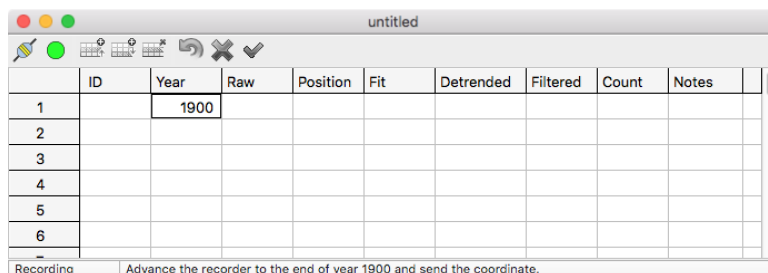 untitled
ID Year Raw Position Fit Detrended Filtered Count Notes
1 1900
2
3
4
5
6
Recording Advance the recorder to the end of year 1900 and send the coordinate.